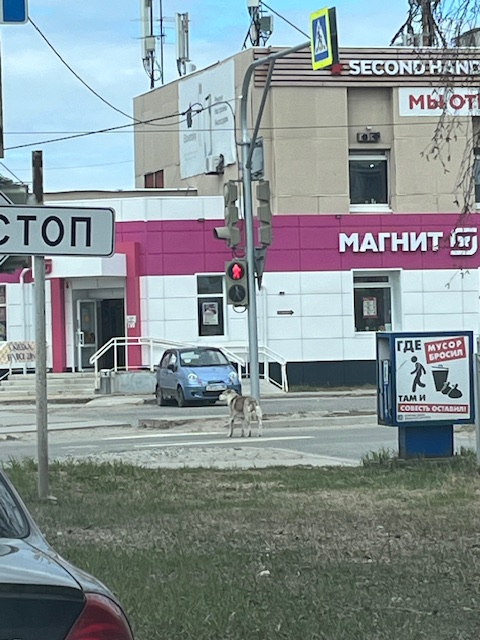 SECOND HAND
МЫ ОТ
СТОП
МАГНИТ
ГДЕ МУСОР
БРОСИЛ
ТАМ И
СОВЕСТЬ ОСТАВИЛ!